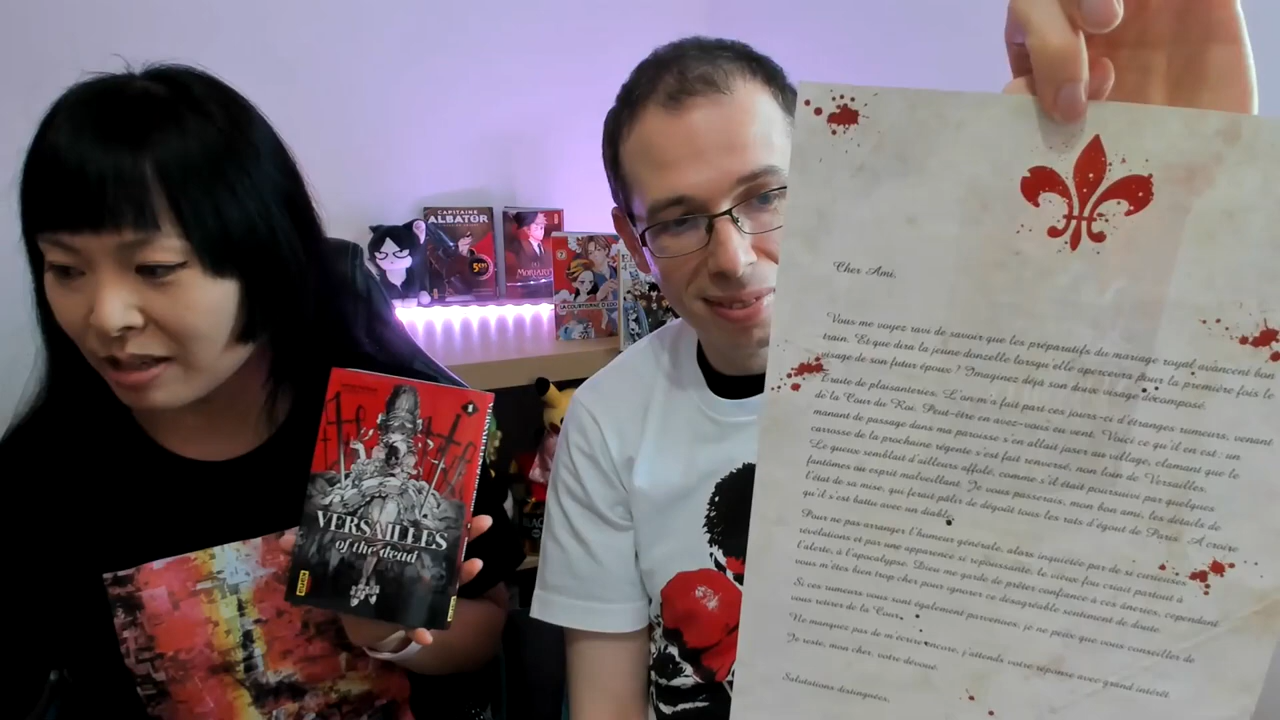 CAPITAINE
ALBATOR
MORIARTY
LA COURTISANE D'EDO
1
VERSAILLES
of the dead
Cher Ami,
Vous me voyez ravi de savoir que les préparatifs du mariage royal avancent bon
train. Et que dira la jeune donzelle lorsqu'elle apercevra pour la première fois le
visage de son futur époux ? Imaginez déjà son doux visage décomposé.
Traite de plaisanteries. L'on m'a fait part ces jours-ci d'étranges rumeurs, venant
de la Cour du Roi. Peut-être en avez-vous eu vent. Voici ce qu'il en est : un
manant de passage dans ma paroisse s'en allait jaser au village, clamant que le
carrosse de la prochaine régente s'est fait renversé, non loin de Versailles.
Le gueux semblait d'ailleurs affolé, comme s'il était poursuivi par quelques
fantômes ou esprit malveillant. Je vous passerais, mon bon ami, les détails de
l'état de sa mise, qui ferait pâlir de dégoût tous les rats d'égout de Paris. A croire
qu'il s'est battu avec un diable.
Pour ne pas arranger l'humeur générale, alors inquiétée par de si curieuses
révélations et par une apparence si repoussante, le vieux fou criait partout à
l'alerte, à l'apocalypse. Dieu me garde de prêter confiance à ces âneries, cependant
vous m'êtes bien trop cher pour ignorer ce désagréable sentiment de doute.
Si ces rumeurs vous sont également parvenues, je ne peux que vous conseiller de
vous retirer de la Cour.
Ne manquez pas de m'écrire encore, j'attends votre réponse avec grand intérêt.
Je reste, mon cher, votre dévoué.
Salutations distinguées,